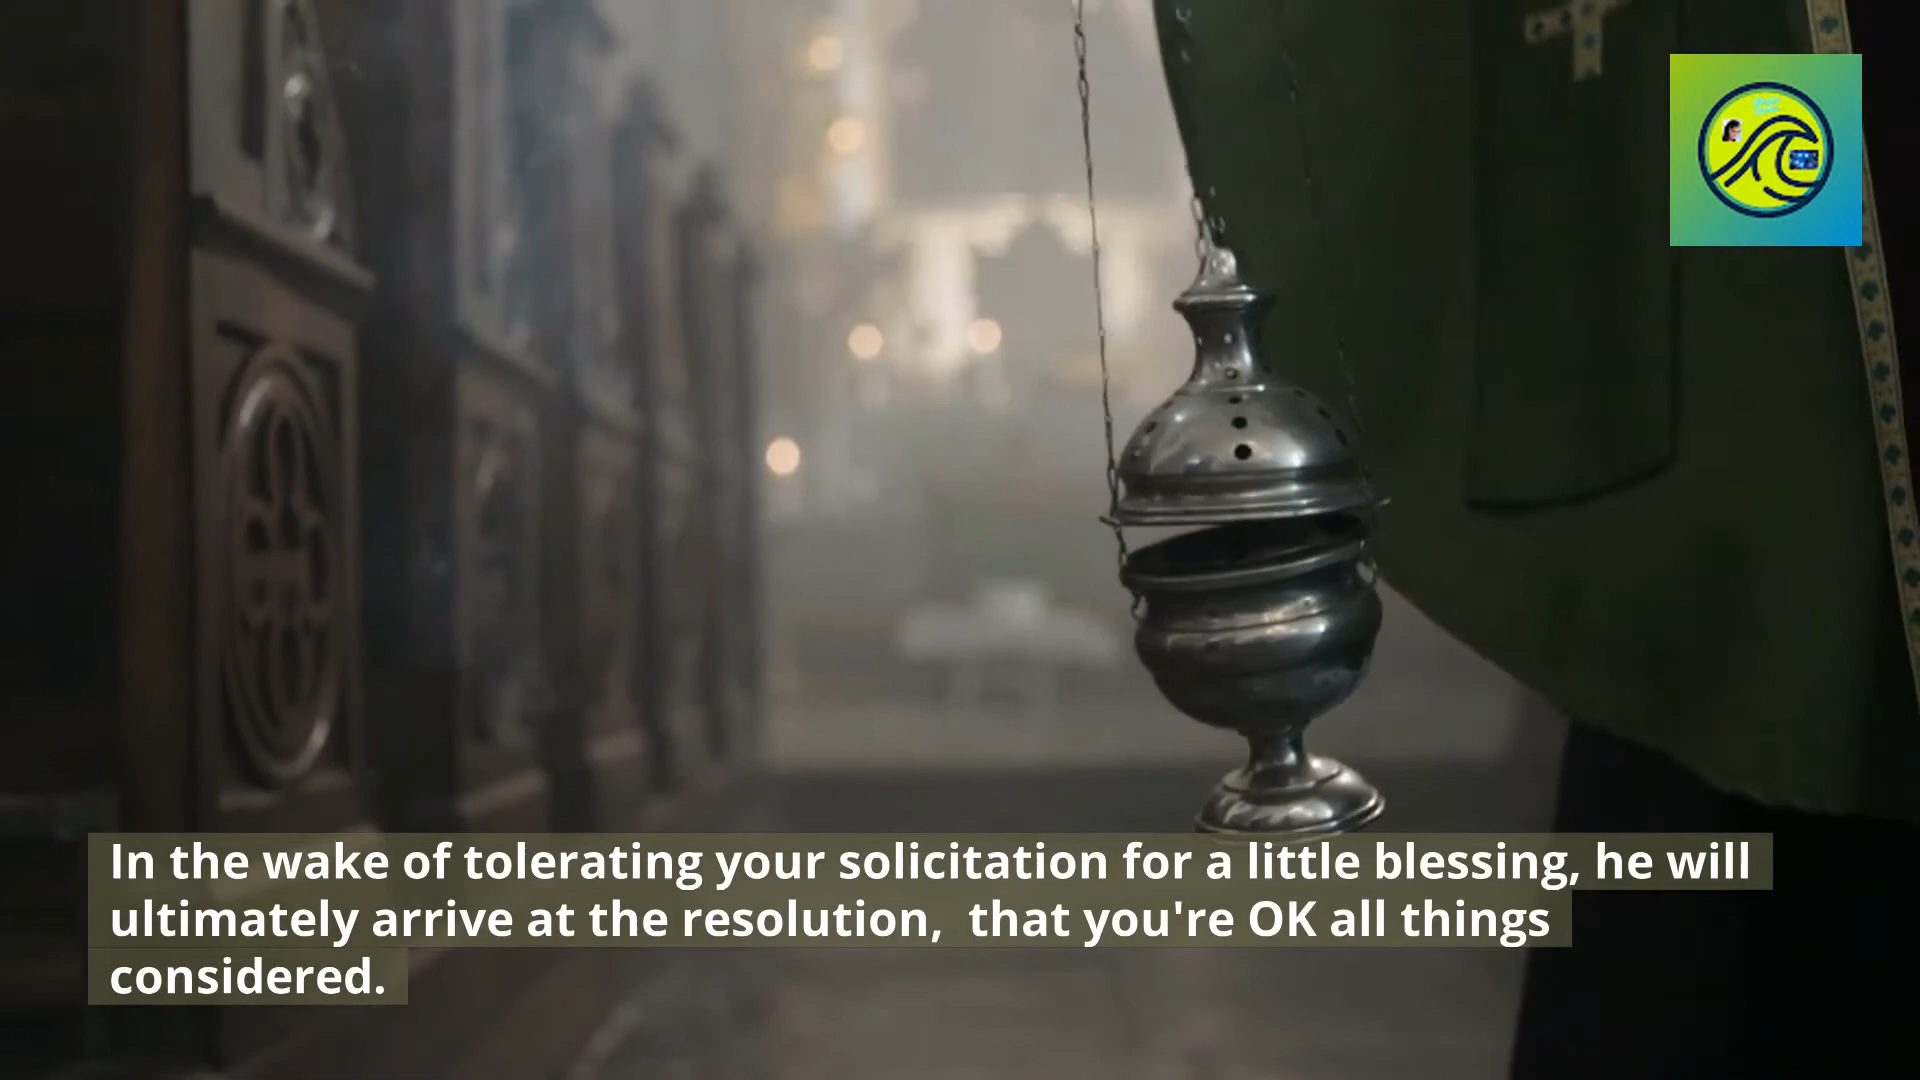 In the wake of tolerating your solicitation for a little blessing, he will
ultimately arrive at the resolution,  that you're OK all things
considered.